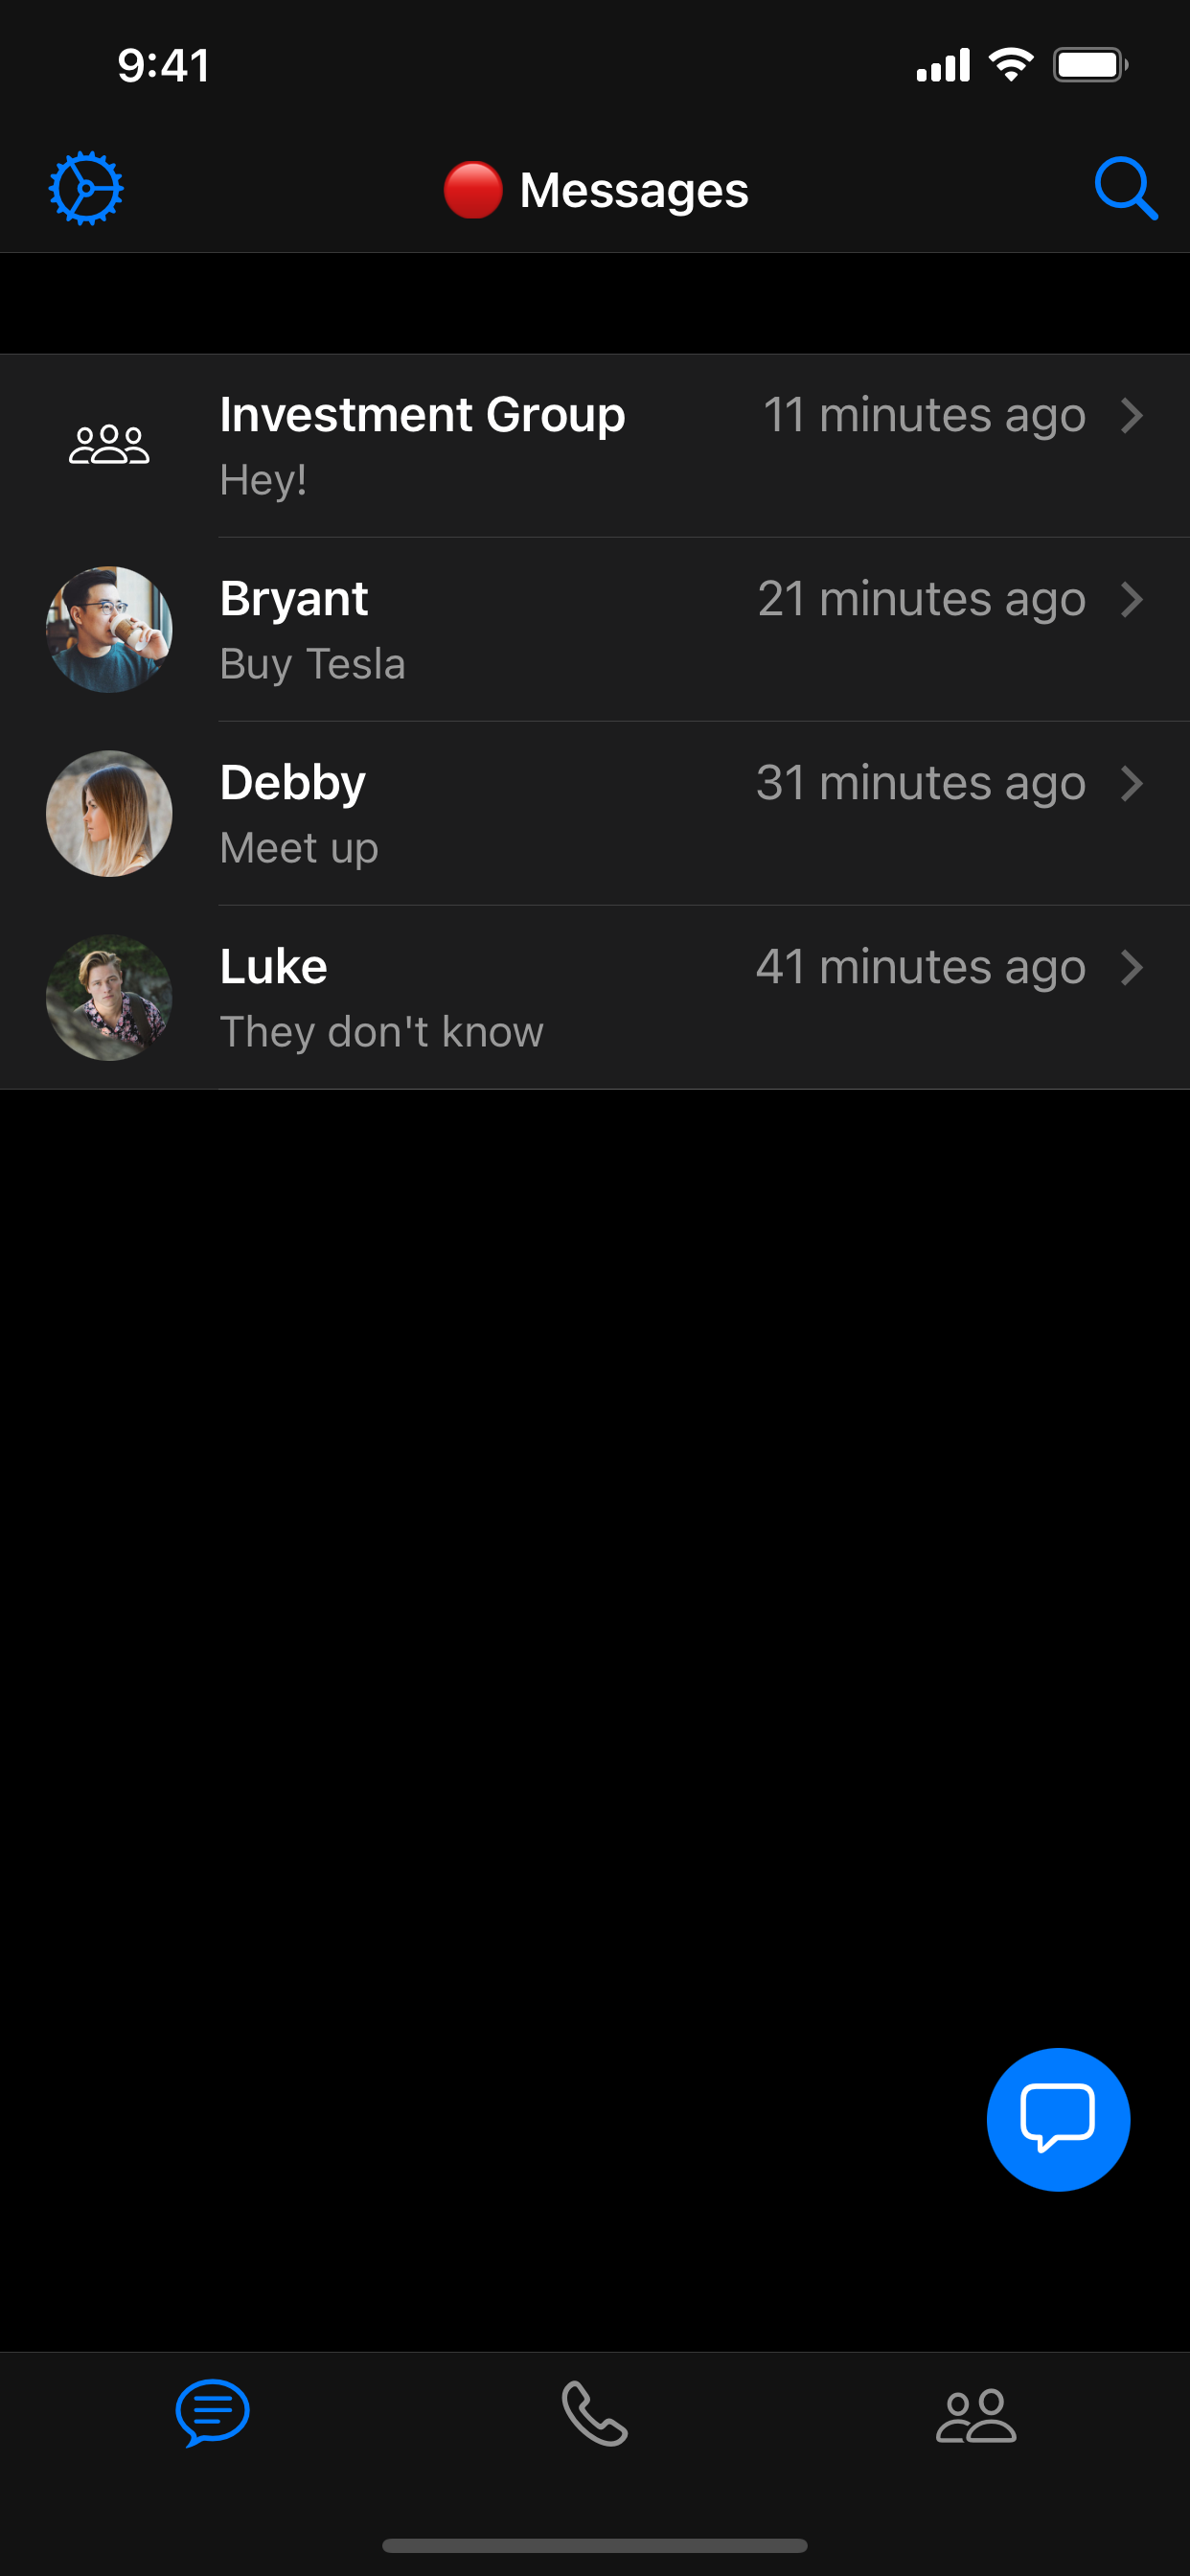 9:41
Messages
Investment Group 11 minutes ago
Hey!
Bryant 21 minutes ago
Buy Tesla
Debby 31 minutes ago
Meet up
Luke 41 minutes ago
They don't know